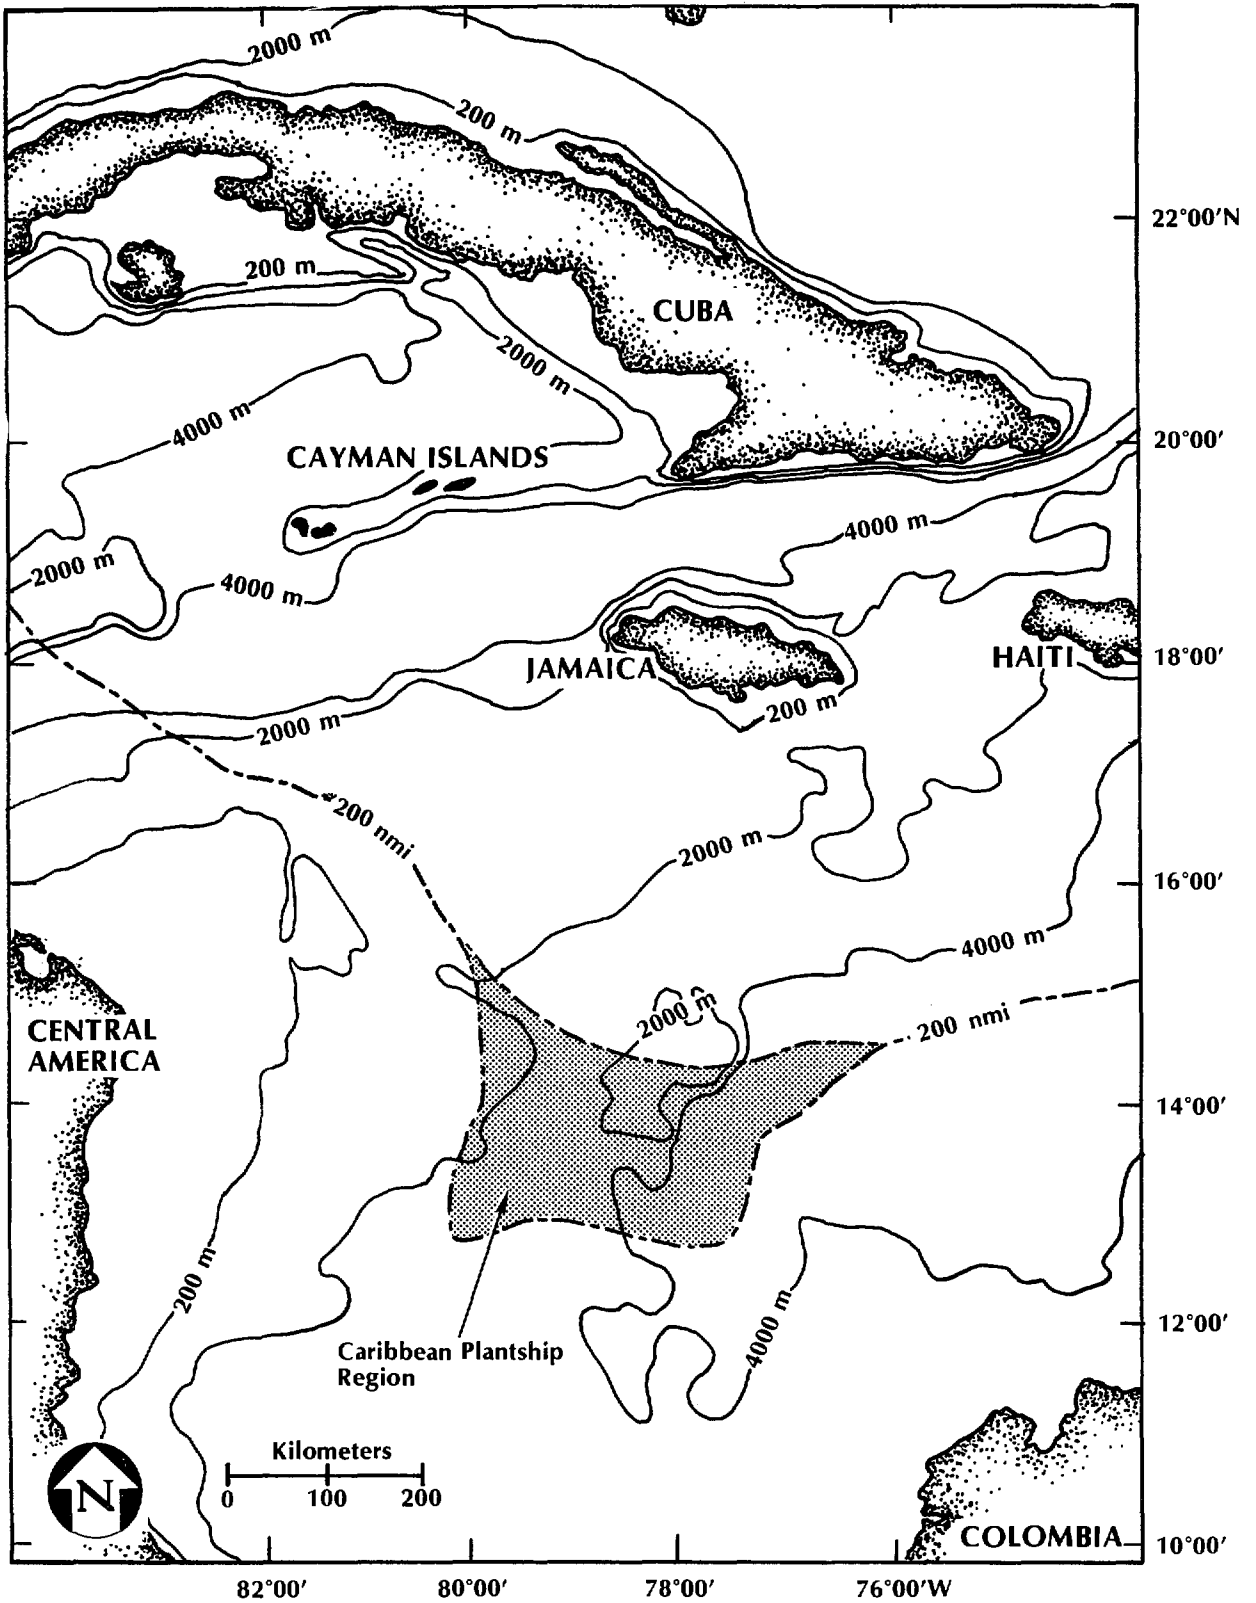 2000 m
200 m
22°00'N
200 m
CUBA
2000 m
4000 m
20°00'
CAYMAN ISLANDS
4000 m
2000 m
4000 m
JAMAICA
HAITI
18°00'
200 m
2000 m
200 nmi
2000 m
16°00'
4000 m
2000 m
200 nmi
CENTRAL
AMERICA
14°00'
200 m
4000 m
12°00'
Caribbean Plantship
Region
Kilometers
0 100 200
N
COLOMBIA
10°00'
82°00' 80°00' 78°00' 76°00'W